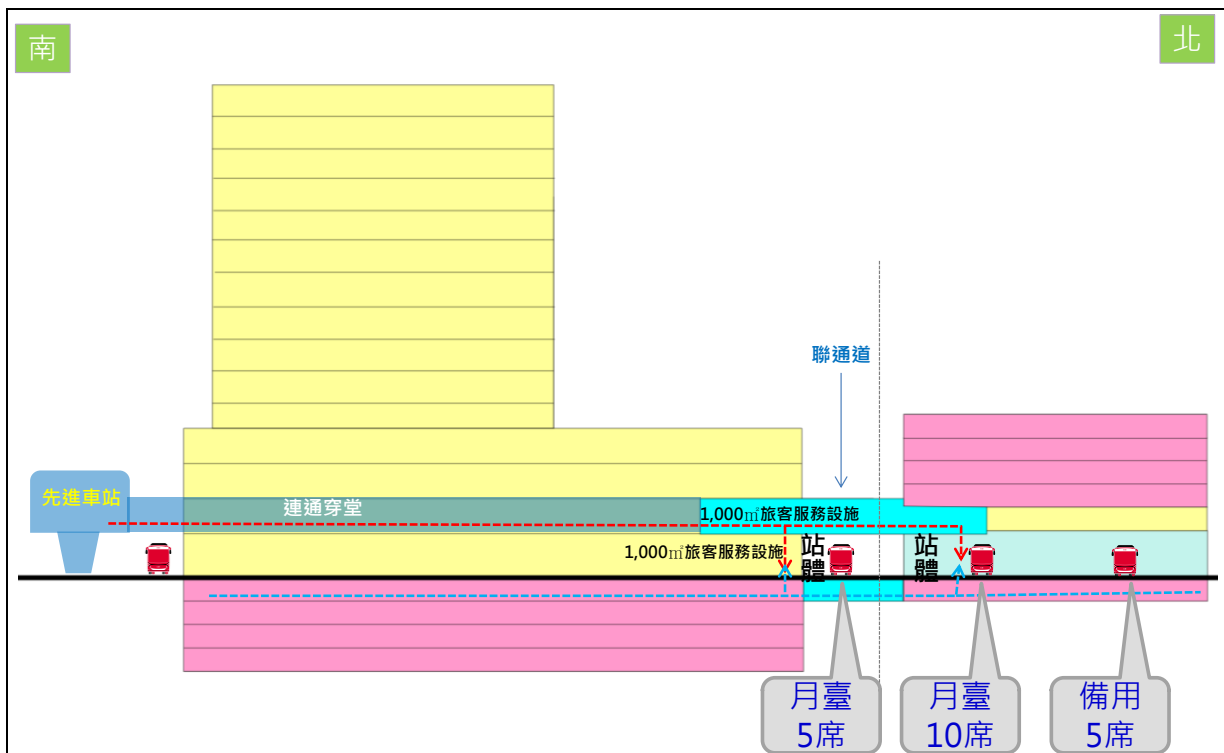 南
北
聯通道
先進車站
連通穿堂
1,000㎡旅客服務設施
1,000㎡旅客服務設施
站體
站體
月臺
5席
月臺
10席
備用
5席